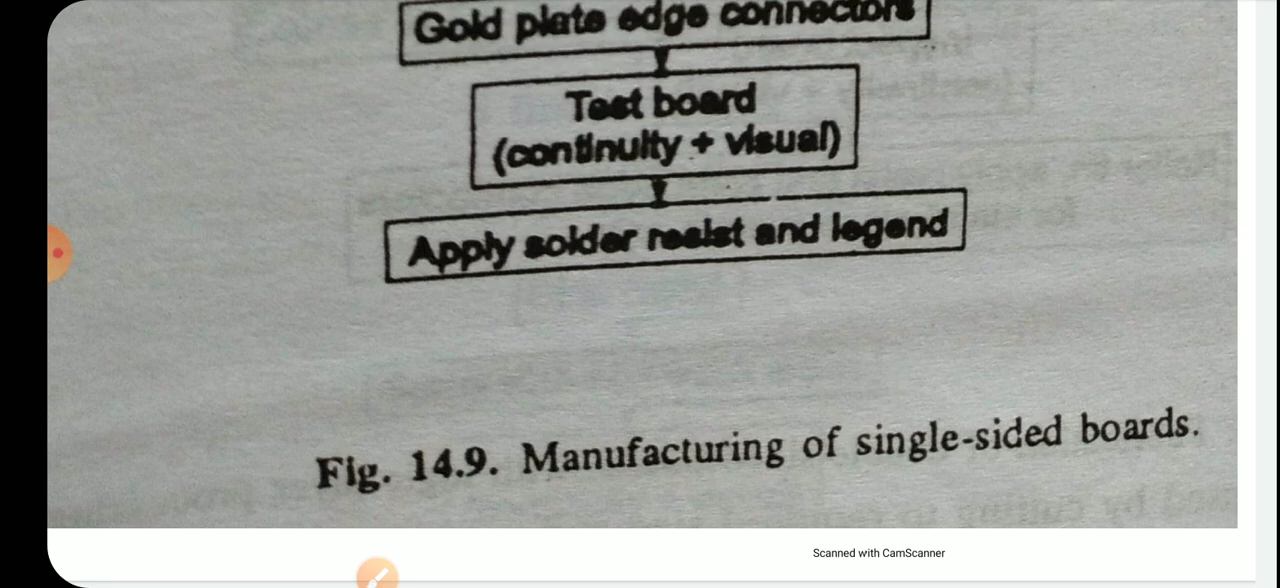 Gold plate edge connectors
Test board
(continuity + visual)
Apply solder resist and legend
Fig. 14.9. Manufacturing of single-sided boards.
Scanned with CamScanner